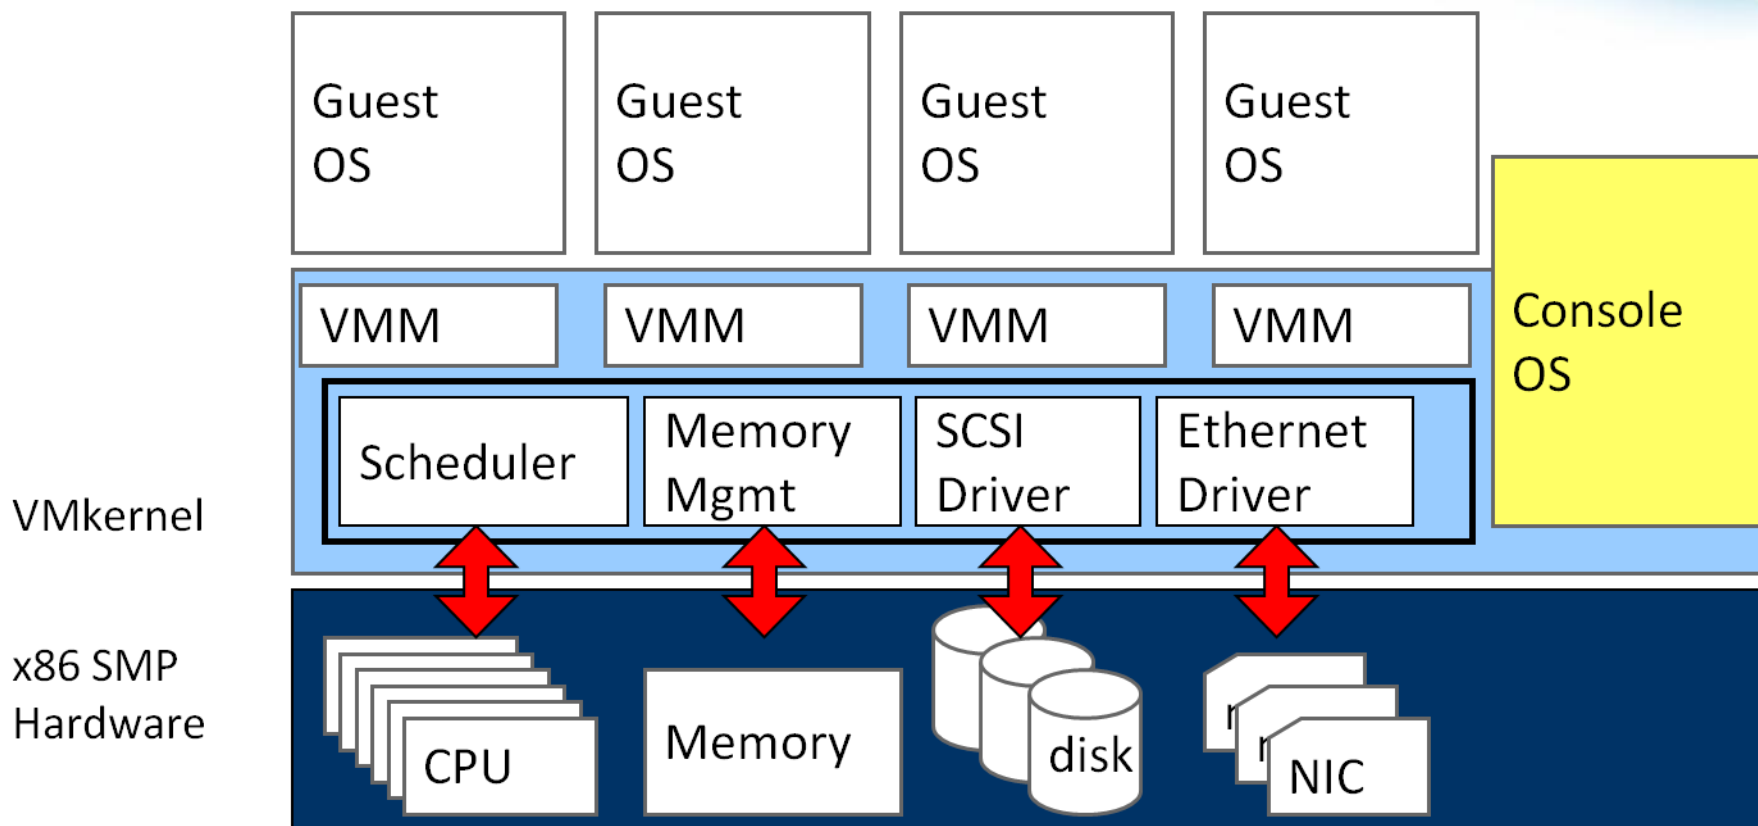 Guest
OS
Guest
OS
Guest
OS
Guest
OS
Console
OS
VMM
VMM
VMM
VMM
Scheduler
Memory
Mgmt
SCSI
Driver
Ethernet
Driver
VMkernel
x86 SMP
Hardware
CPU
Memory
disk
NIC